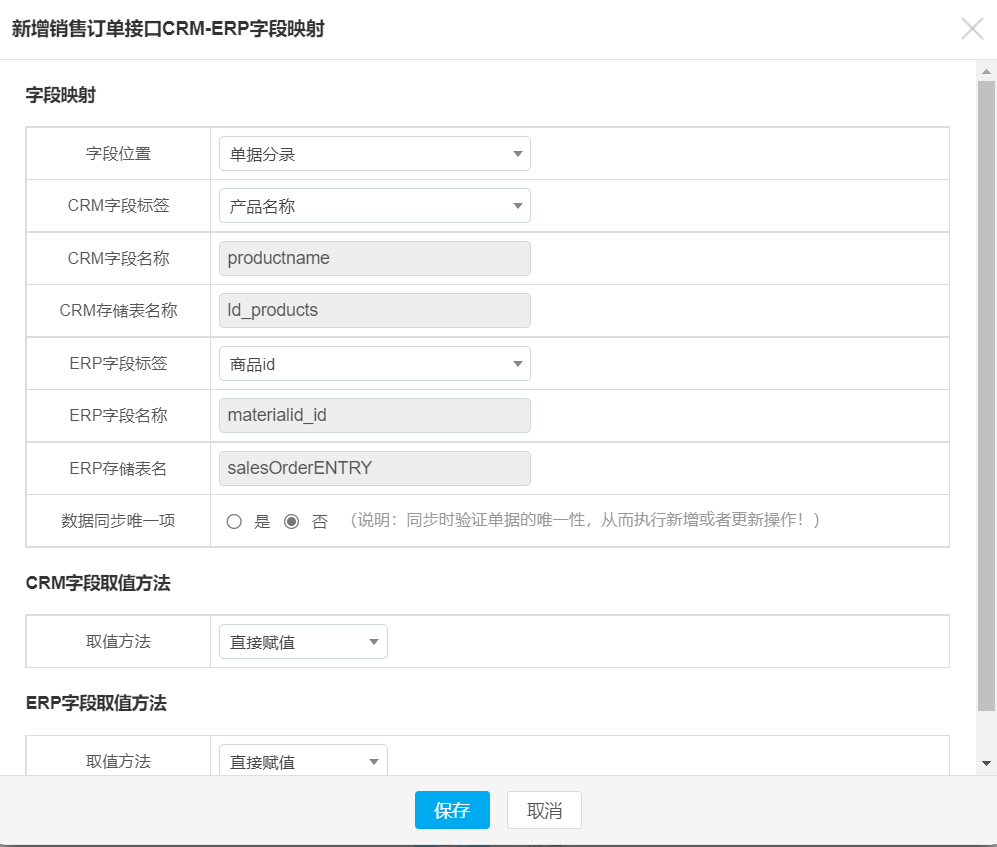 新增销售订单接口CRM-ERP字段映射
字段映射
字段位置 单据分录
CRM字段标签 产品名称
CRM字段名称 productname
CRM存储表名称 ld_products
ERP字段标签 商品id
ERP字段名称 materialid_id
ERP存储表名 salesOrderENTRY
数据同步唯一项 是 否 （说明：同步时验证单据的唯一性，从而执行新增或者更新操作！）
CRM字段取值方法
取值方法 直接赋值
ERP字段取值方法
取值方法 直接赋值
保存 取消